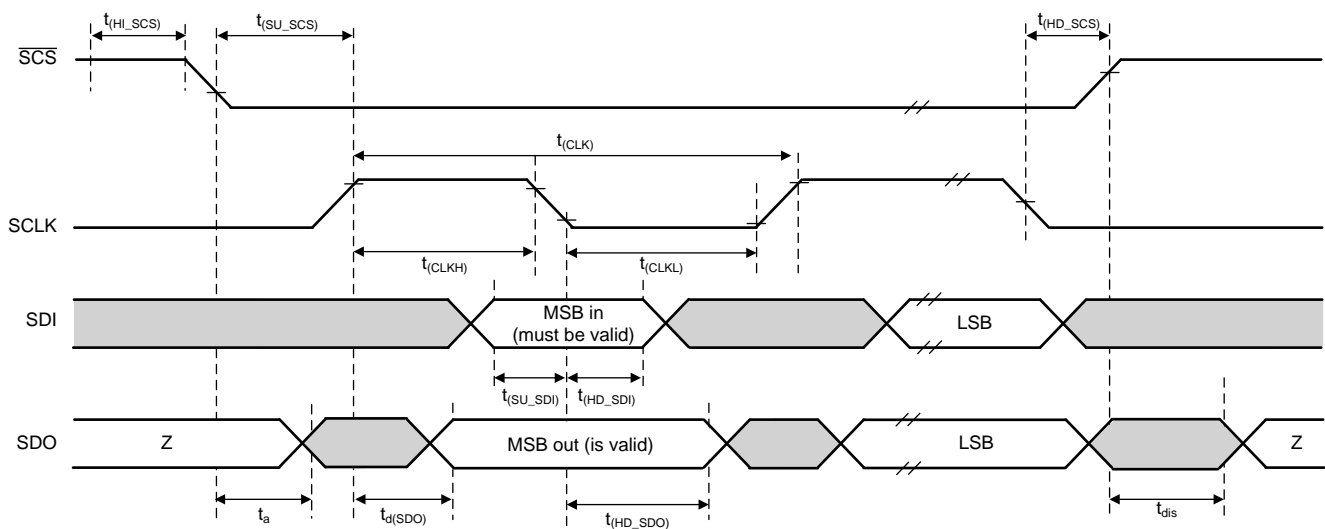 t(HI_SCS)
t(SU_SCS)
t(HD_SCS)
SCS
t(CLK)
SCLK
t(CLKH)
t(CLKL)
SDI
MSB in
(must be valid)
LSB
t(SU_SDI)
t(HD_SDI)
SDO
Z
MSB out (is valid)
LSB
Z
ta
td(SDO)
t(HD_SDO)
tdis